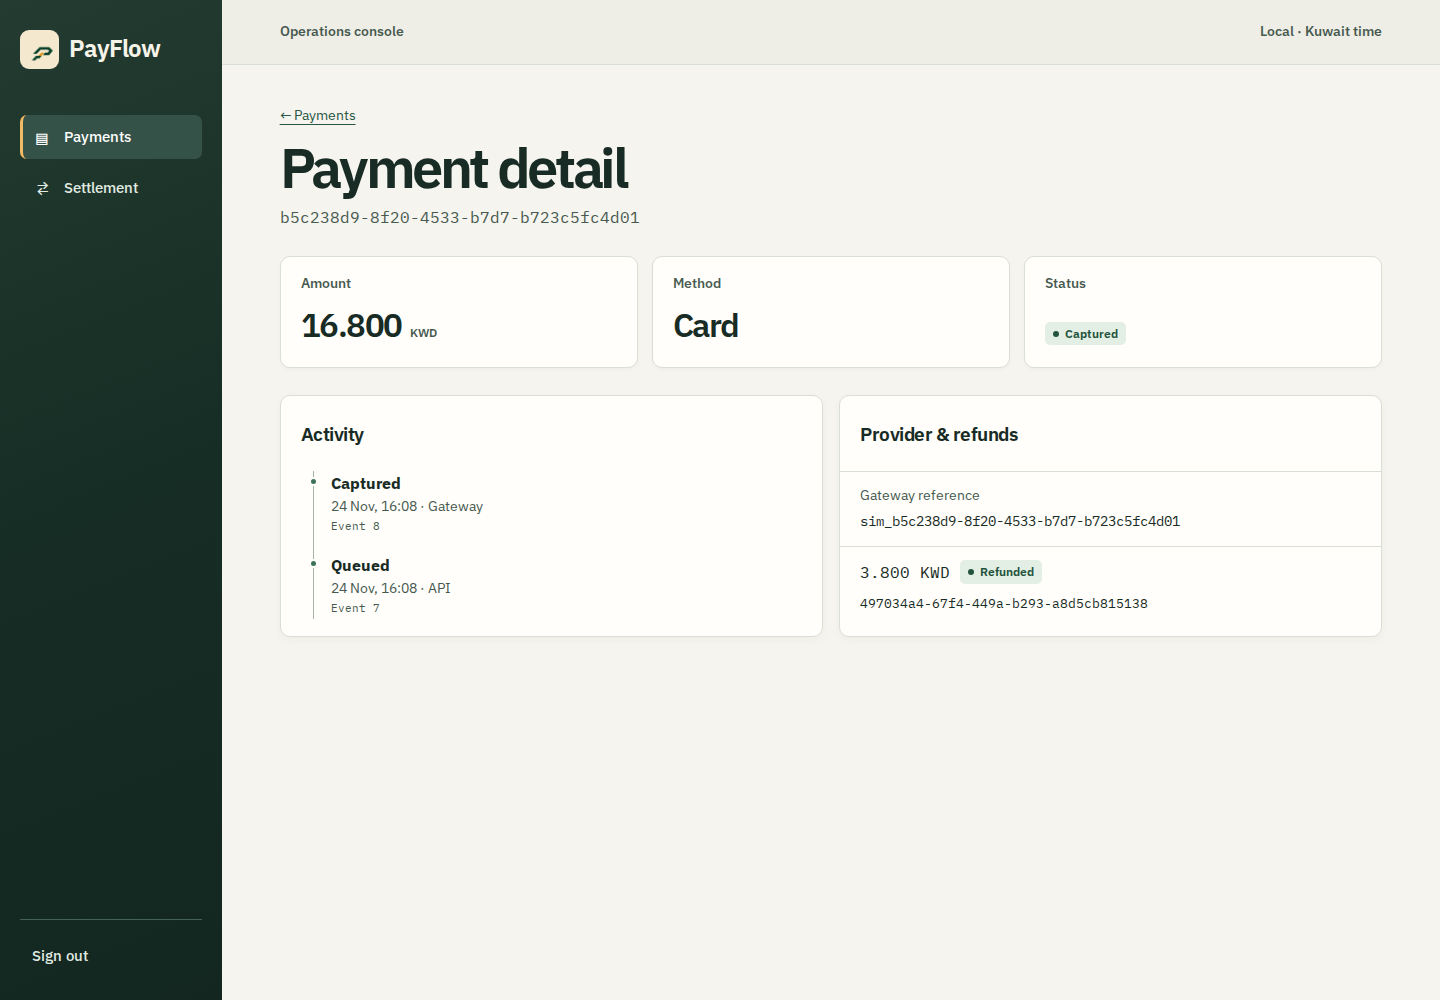 PayFlow
Payments
Settlement
Sign out
Operations console
Local · Kuwait time
← Payments
Payment detail
b5c238d9-8f20-4533-b7d7-b723c5fc4d01
Amount
16.800 KWD
Method
Card
Status
Captured
Activity
Captured
24 Nov, 16:08 · Gateway
Event 8
Queued
24 Nov, 16:08 · API
Event 7
Provider & refunds
Gateway reference
sim_b5c238d9-8f20-4533-b7d7-b723c5fc4d01
3.800 KWD Refunded
497034a4-67f4-449a-b293-a8d5cb815138